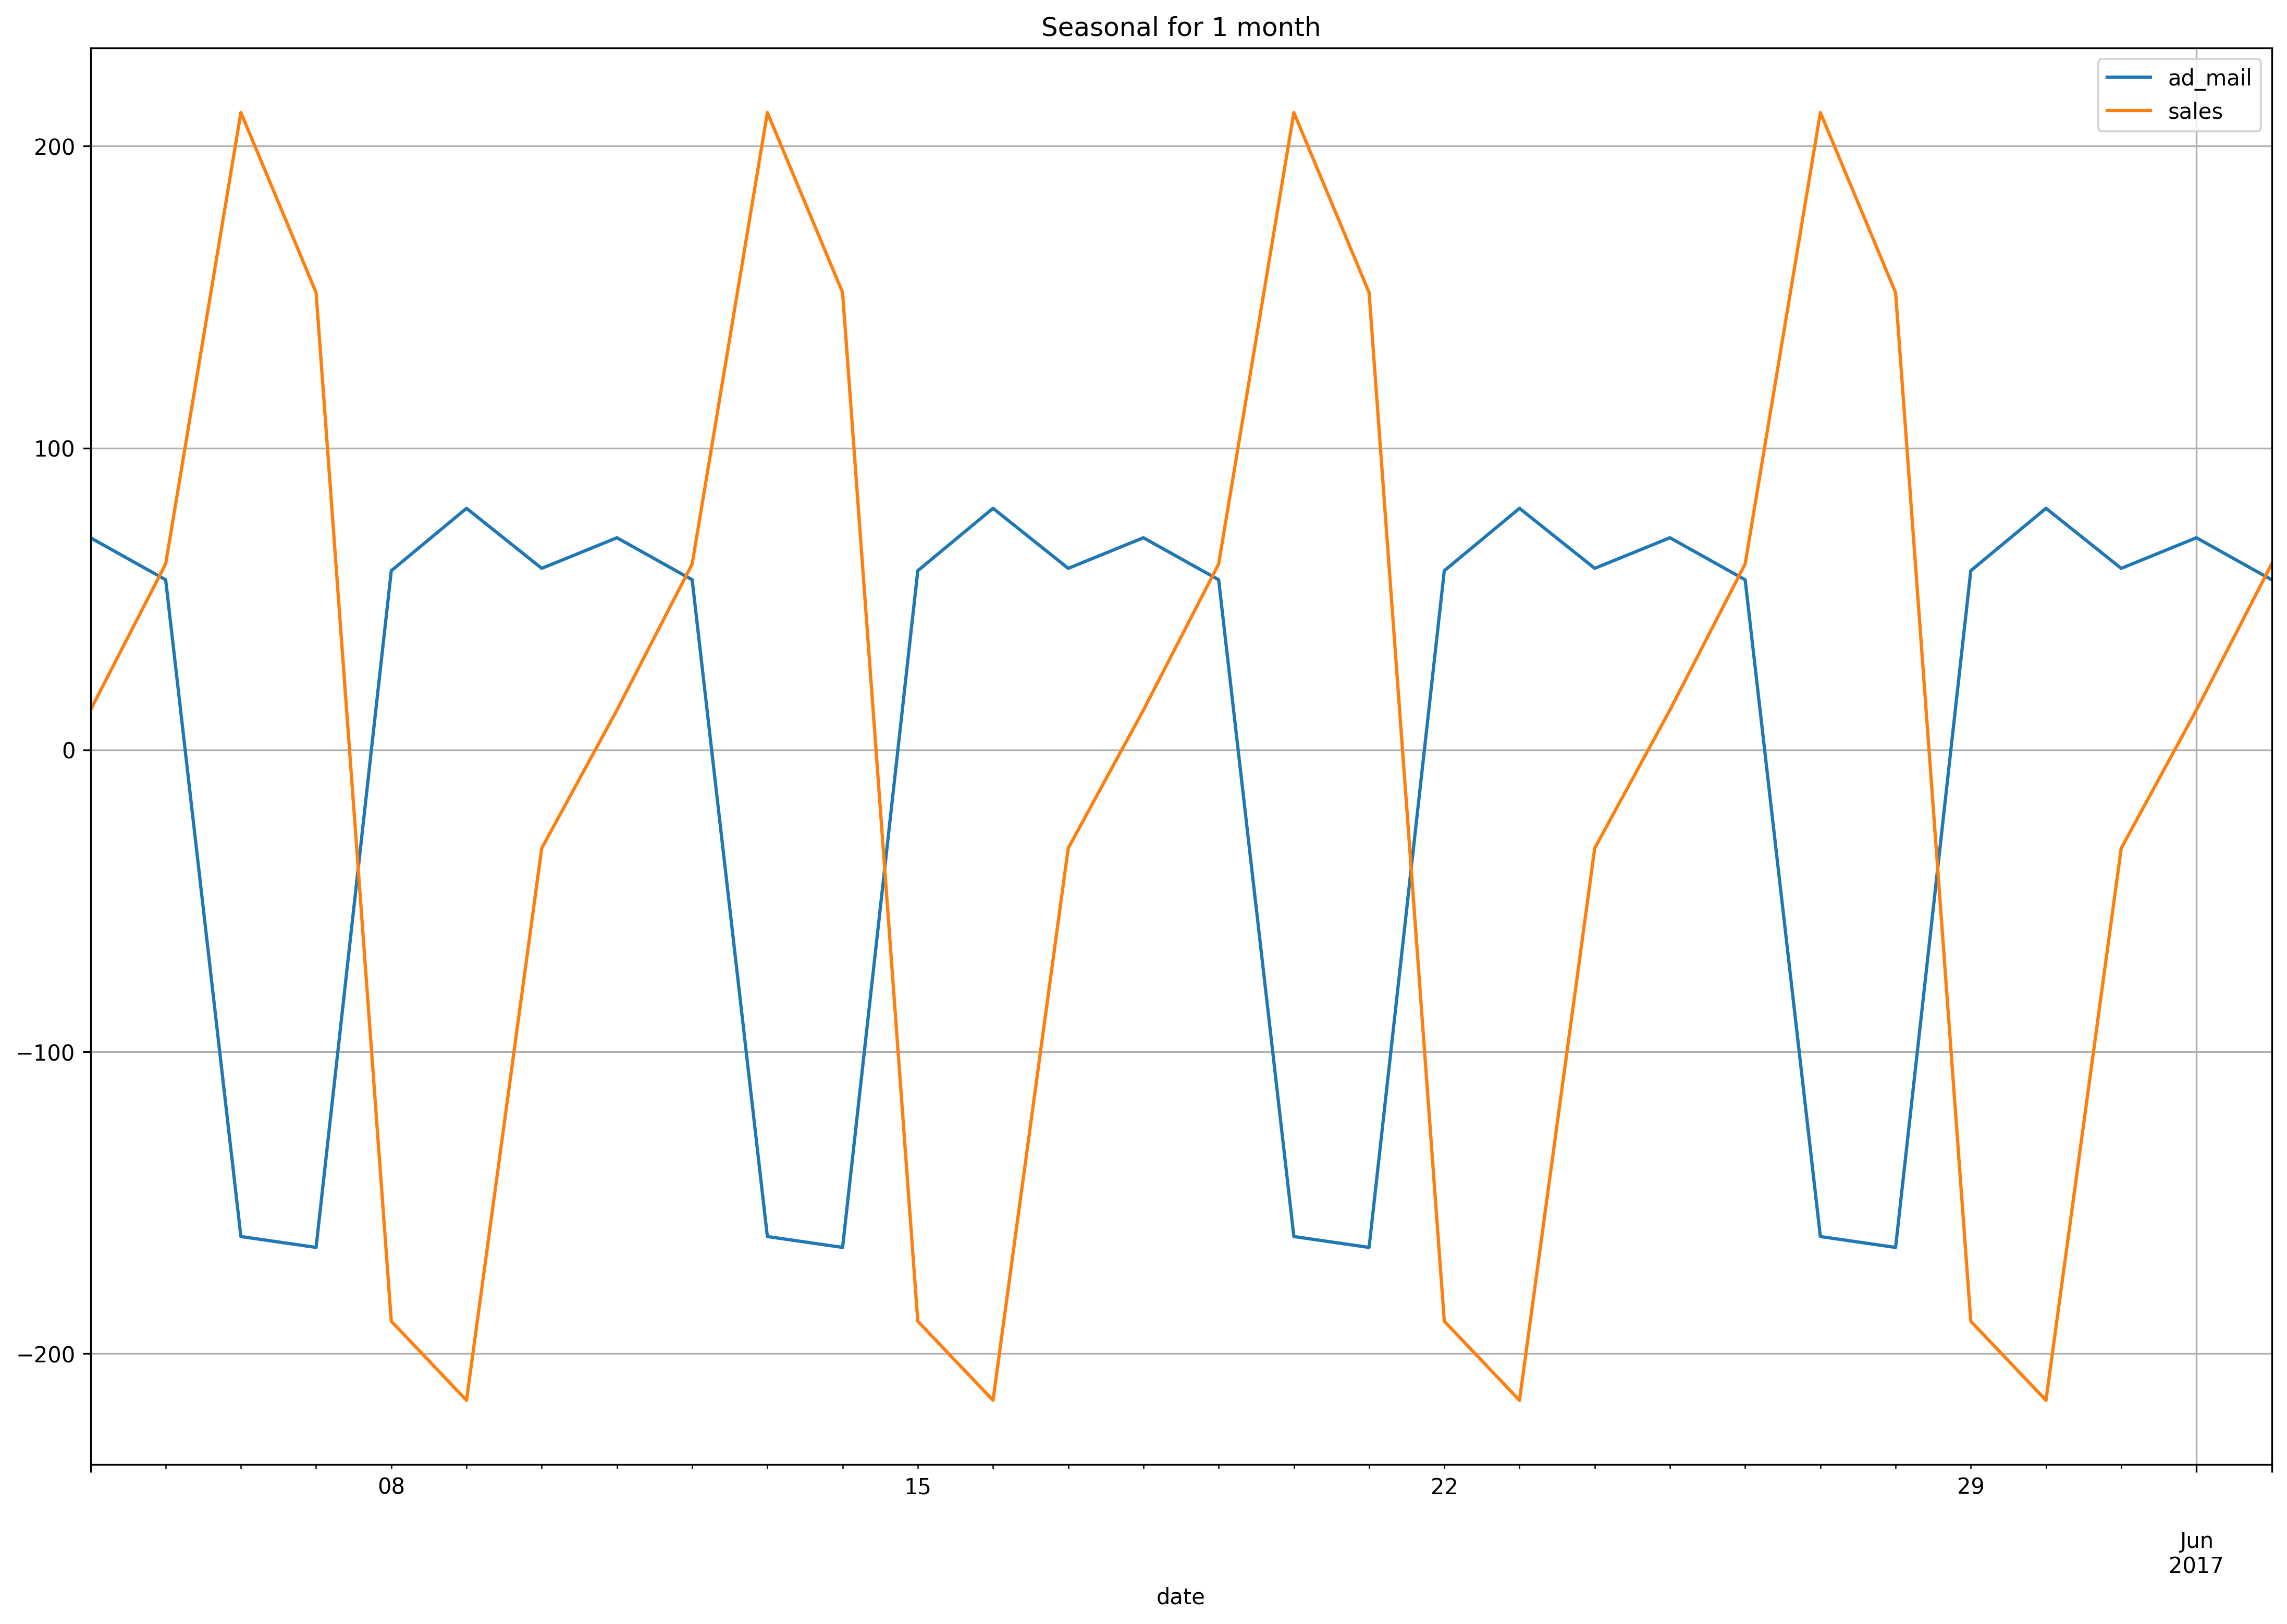 Seasonal for 1 month
ad_mail
sales
200
100
0
−100
−200
08
15
22
29
Jun
2017
date